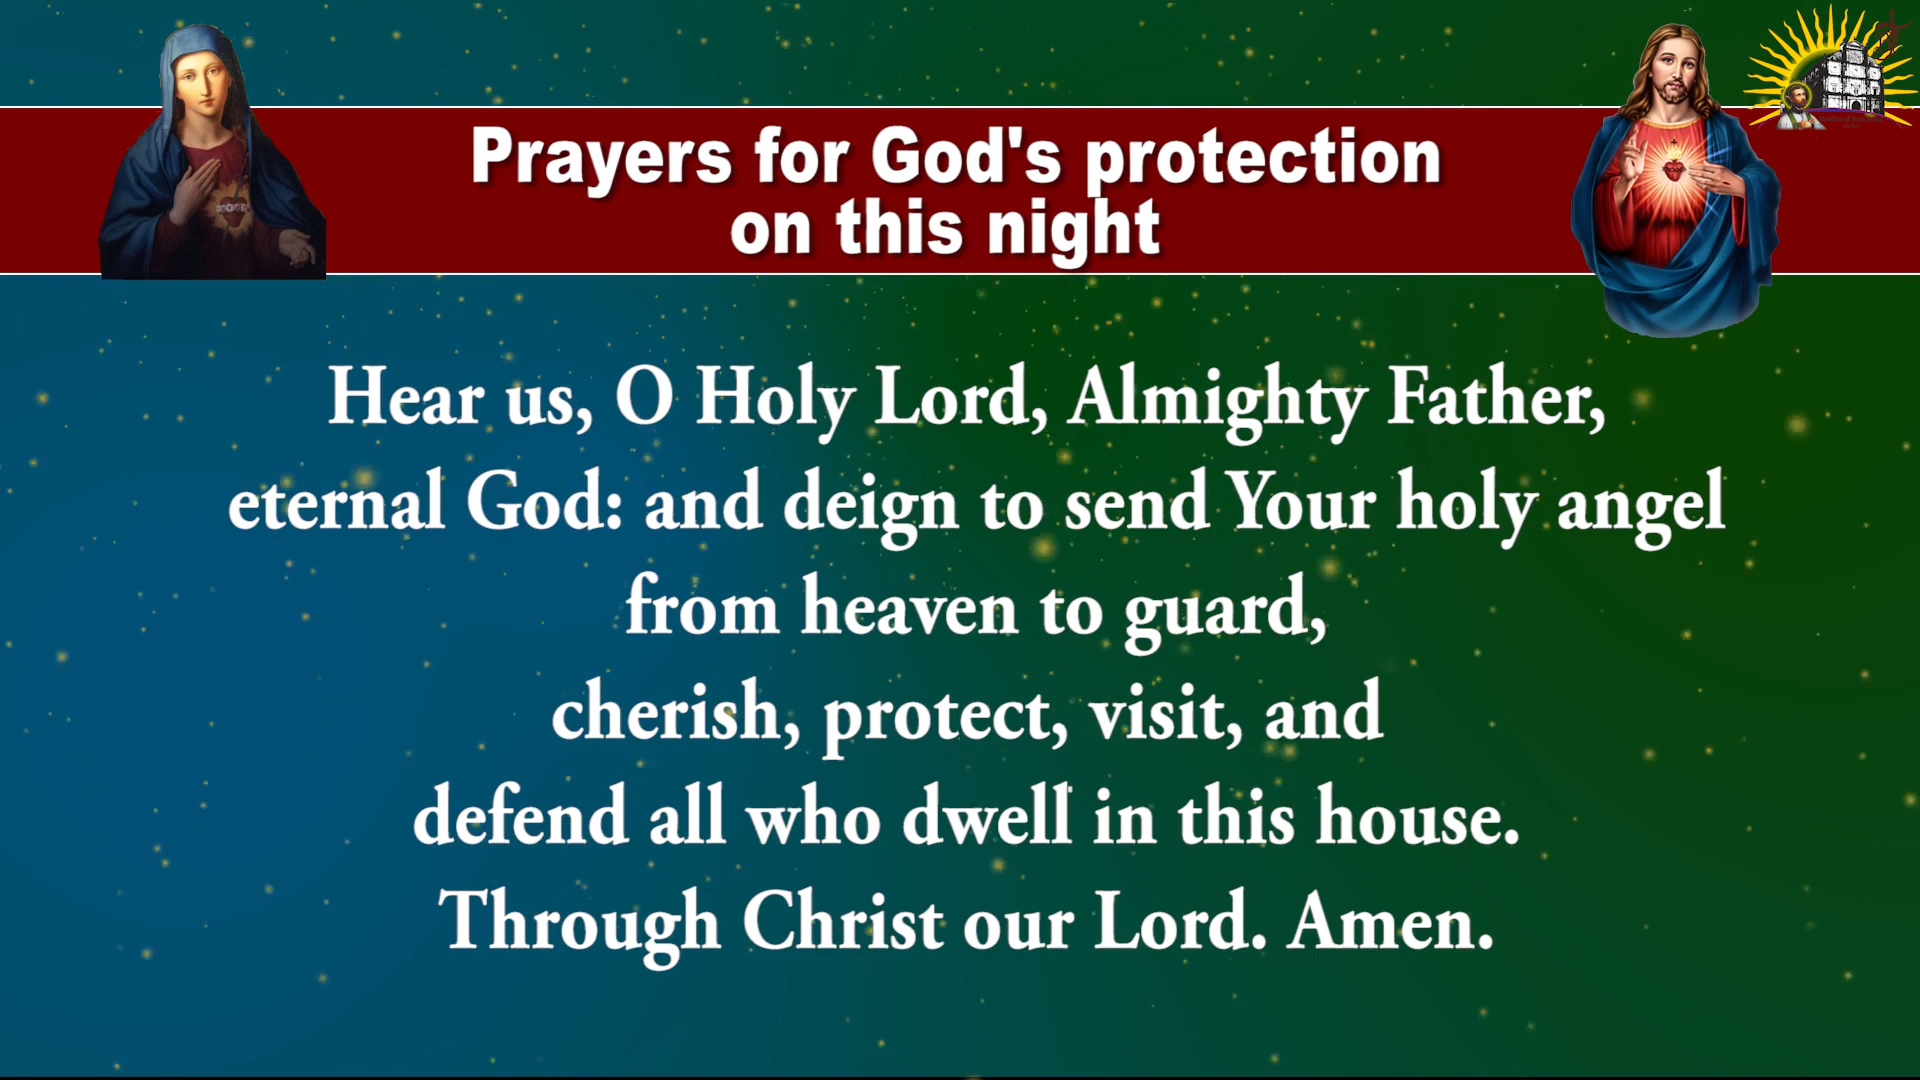 Prayers for God's protection
on this night
Hear us, O Holy Lord, Almighty Father,
eternal God: and deign to send Your holy angel
from heaven to guard,
cherish, protect, visit, and
defend all who dwell in this house.
Through Christ our Lord. Amen.